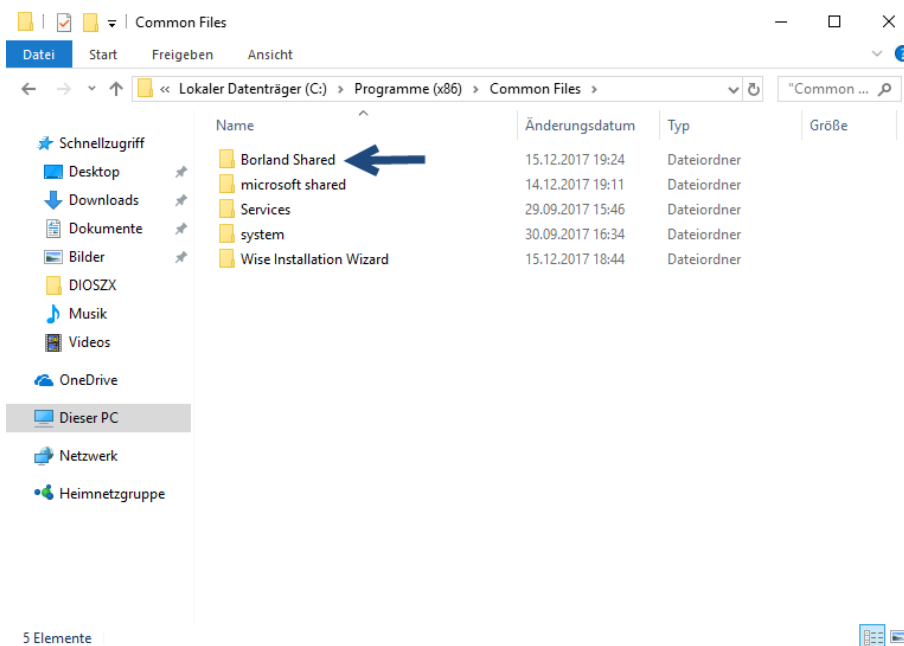 Common Files
Datei Start Freigeben Ansicht
« Lokaler Datenträger (C:) › Programme (x86) › Common Files ›
"Common ...
Name Änderungsdatum Typ Größe
Schnellzugriff
Desktop
Downloads
Dokumente
Bilder
DIOSZX
Musik
Videos
OneDrive
Dieser PC
Netzwerk
Heimnetzgruppe
Borland Shared 15.12.2017 19:24 Dateiordner
microsoft shared 14.12.2017 19:11 Dateiordner
Services 29.09.2017 15:46 Dateiordner
system 30.09.2017 16:34 Dateiordner
Wise Installation Wizard 15.12.2017 18:44 Dateiordner
5 Elemente